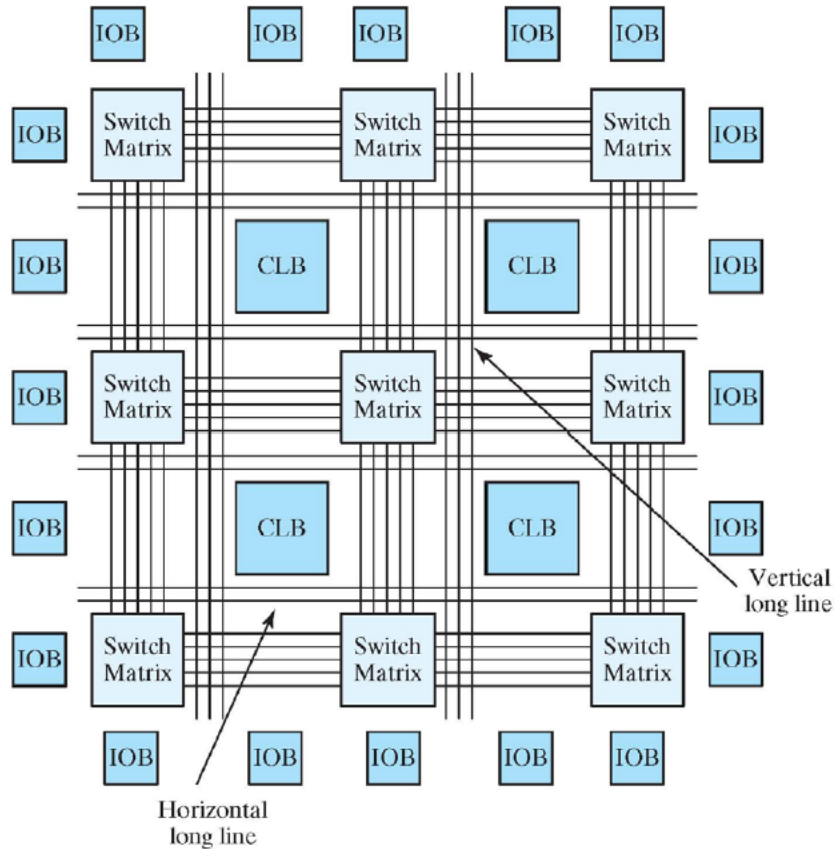 IOB IOB IOB IOB IOB
IOB Switch Matrix Switch Matrix Switch Matrix IOB
IOB CLB CLB IOB
IOB Switch Matrix Switch Matrix Switch Matrix IOB
IOB CLB CLB IOB
Vertical
long line
IOB Switch Matrix Switch Matrix Switch Matrix IOB
IOB IOB IOB IOB IOB
Horizontal
long line